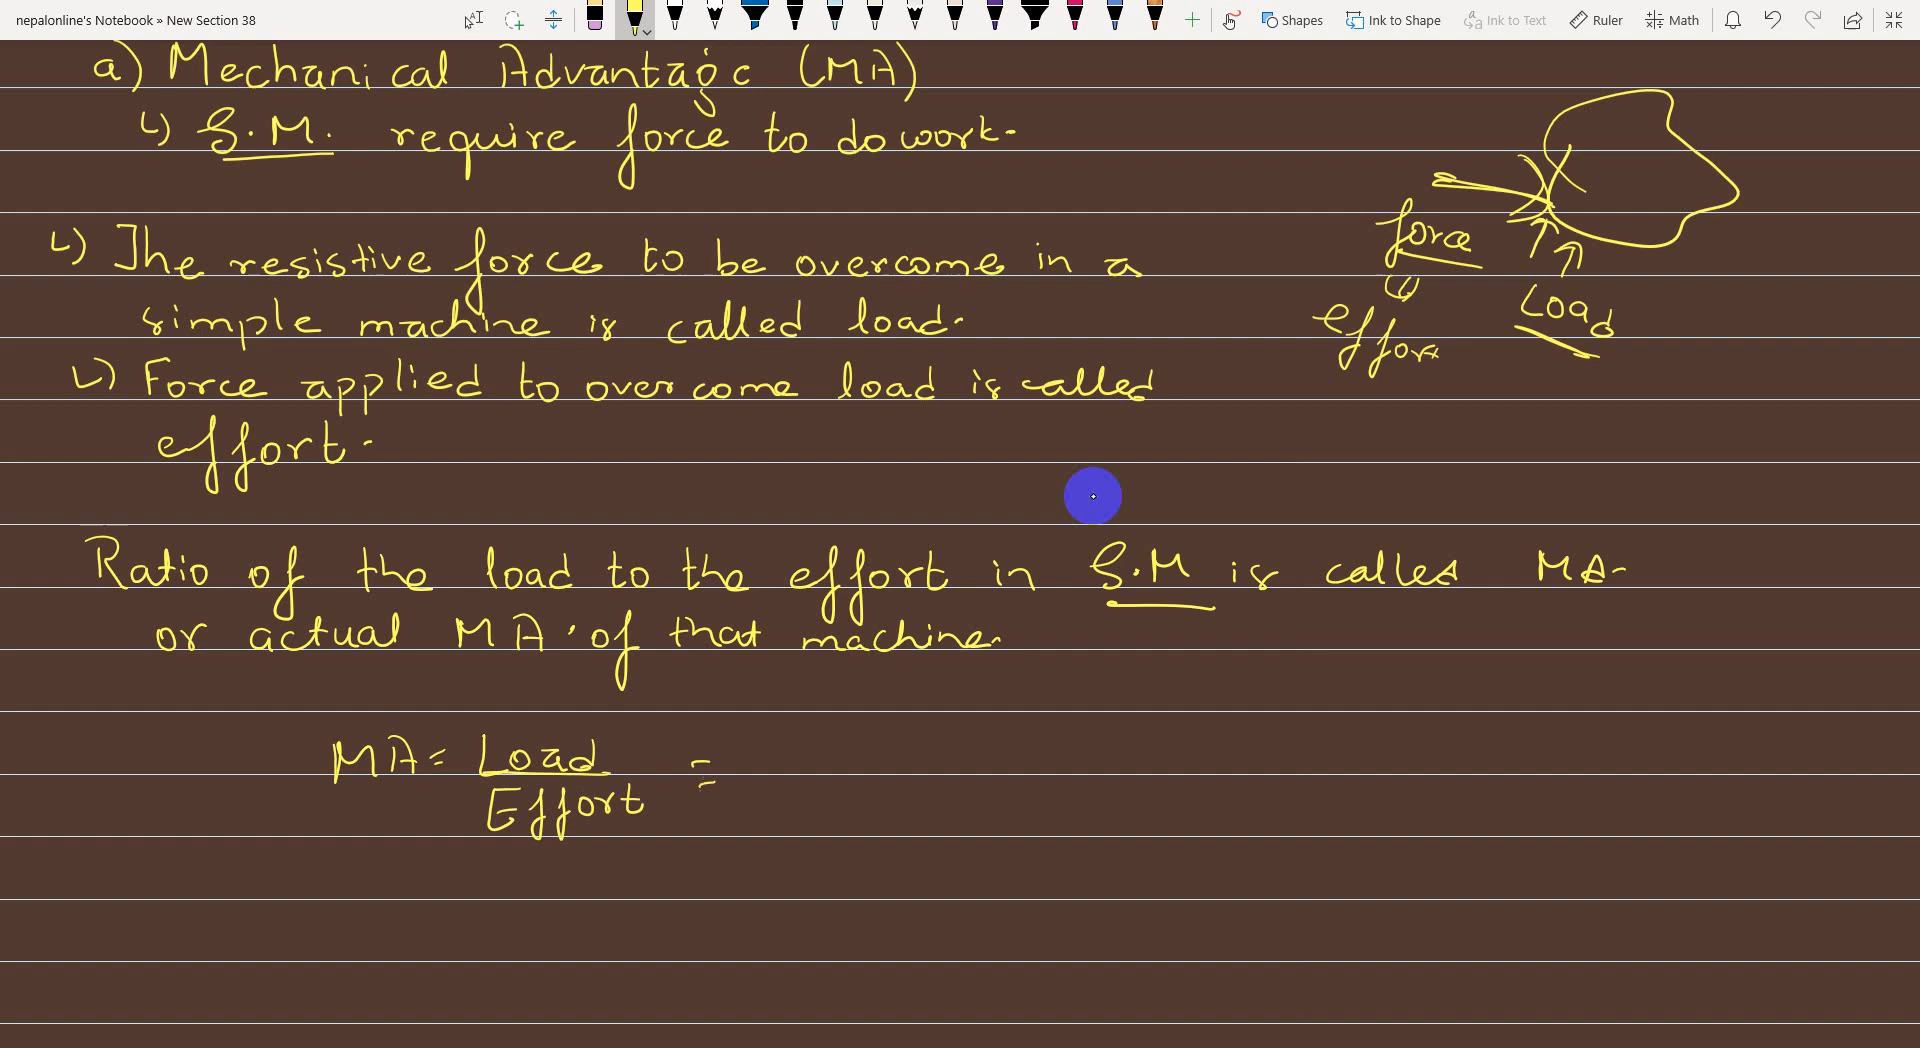 nepalonline's Notebook » New Section 38
Shapes Ink to Shape Ink to Text Ruler Math
a) Mechanical Advantage (MA)
↳ S.M. require force to do work.
↳ The resistive force to be overcome in a
simple machine is called load.
↳ Force applied to overcome load is called
effort.
force
effort
Load
Ratio of the load to the effort in S.M is called MA.
or actual MA. of that machine.
MA = Load =
Effort